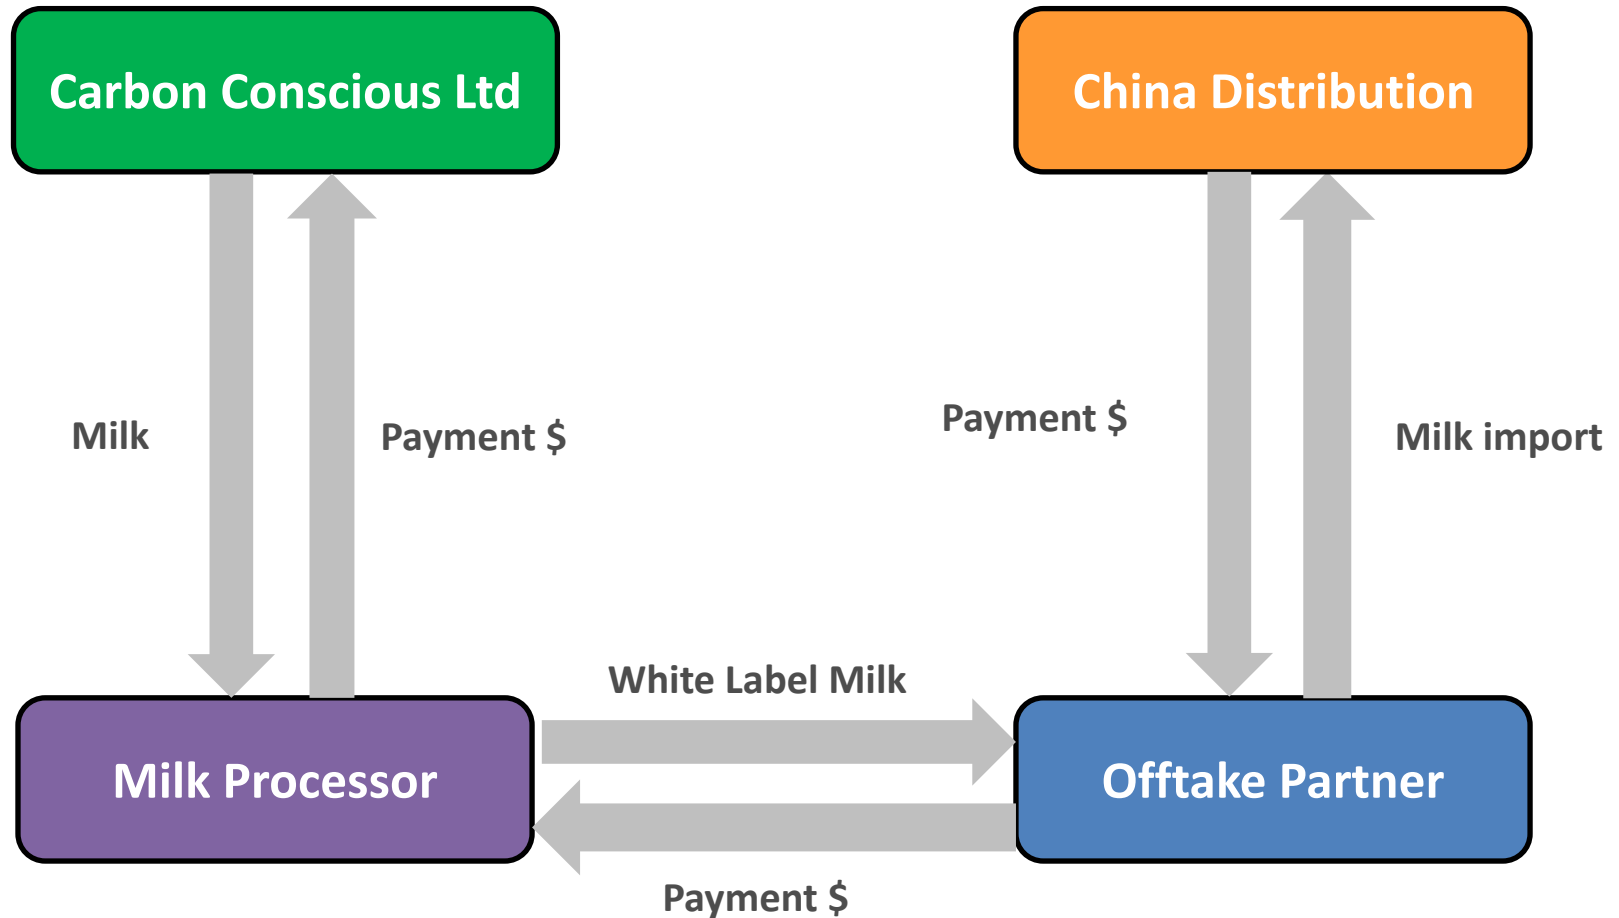 Carbon Conscious Ltd
China Distribution
Milk
Payment $
Payment $
Milk import
White Label Milk
Milk Processor
Offtake Partner
Payment $